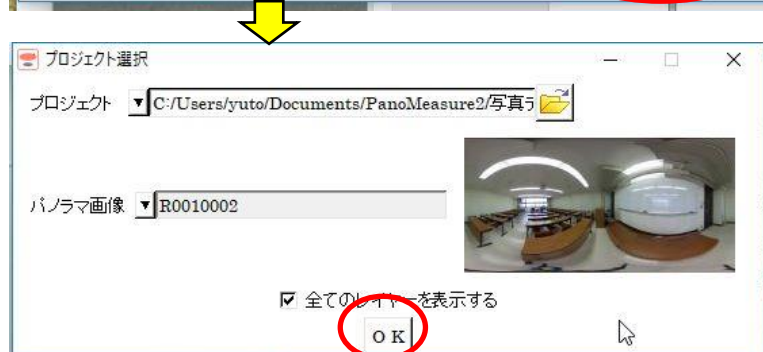 プロジェクト選択
プロジェクト ▼ C:/Users/yuto/Documents/PanoMeasure2/写真デ
パノラマ画像 ▼ R0010002
全てのレイヤーを表示する
O K